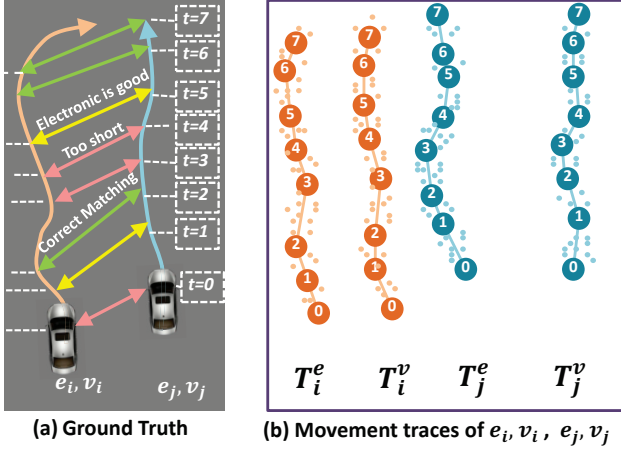 t=7
t=6
Electronic is good
t=5
Too short
t=4
t=3
Correct Matching
t=2
t=1
t=0
e_i, v_i
e_j, v_j
(a) Ground Truth
7
6
5
4
3
2
1
0
7
6
5
4
3
2
1
0
7
6
5
4
3
2
1
0
7
6
5
4
3
2
1
0
T_i^e
T_i^v
T_j^e
T_j^v
(b) Movement traces of e_i, v_i , e_j, v_j